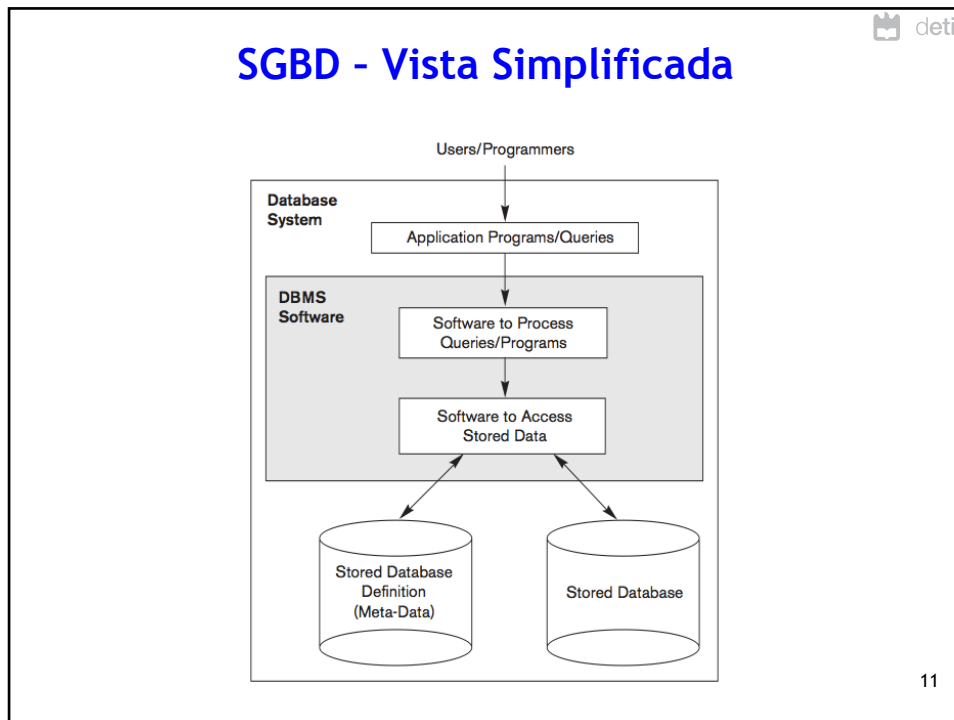 deti
SGBD - Vista Simplificada
Users/Programmers
Database
System
Application Programs/Queries
DBMS
Software
Software to Process
Queries/Programs
Software to Access
Stored Data
Stored Database
Definition
(Meta-Data)
Stored Database
11